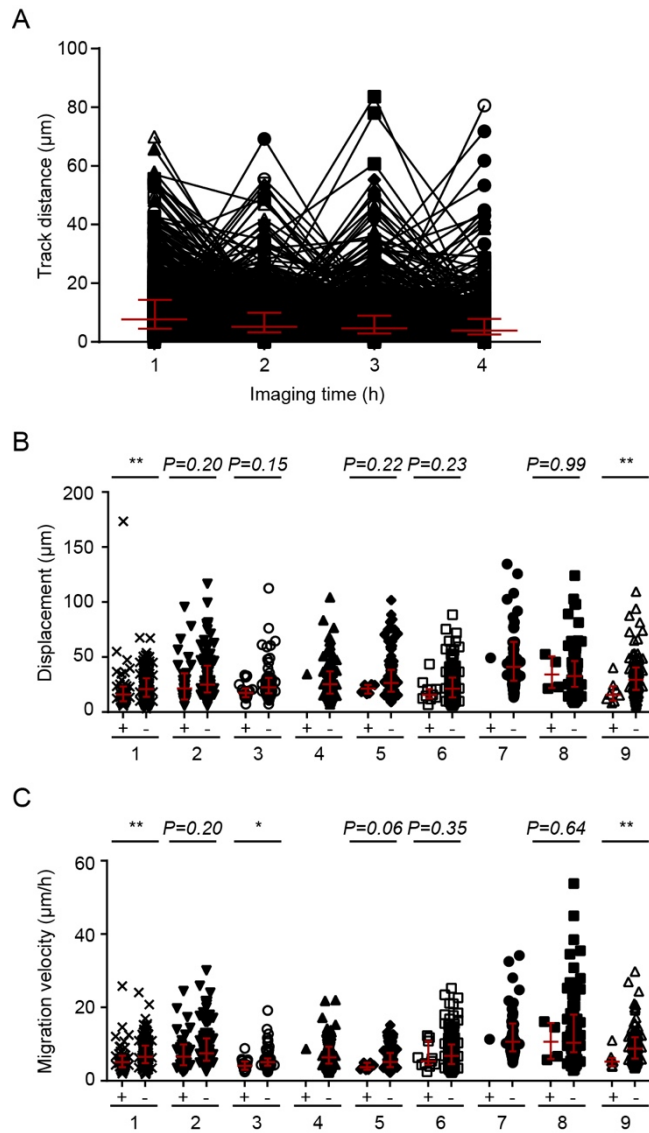 A
100
80
60
40
20
0
Track distance (µm)
1 2 3 4
Imaging time (h)
B
** P=0.20 P=0.15 P=0.22 P=0.23 P=0.99 **
200
150
100
50
0
Displacement (µm)
+ - + - + - + - + - + - + - + - + -
1 2 3 4 5 6 7 8 9
C
** P=0.20 * P=0.06 P=0.35 P=0.64 **
60
40
20
0
Migration velocity (µm/h)
+ - + - + - + - + - + - + - + - + -
1 2 3 4 5 6 7 8 9